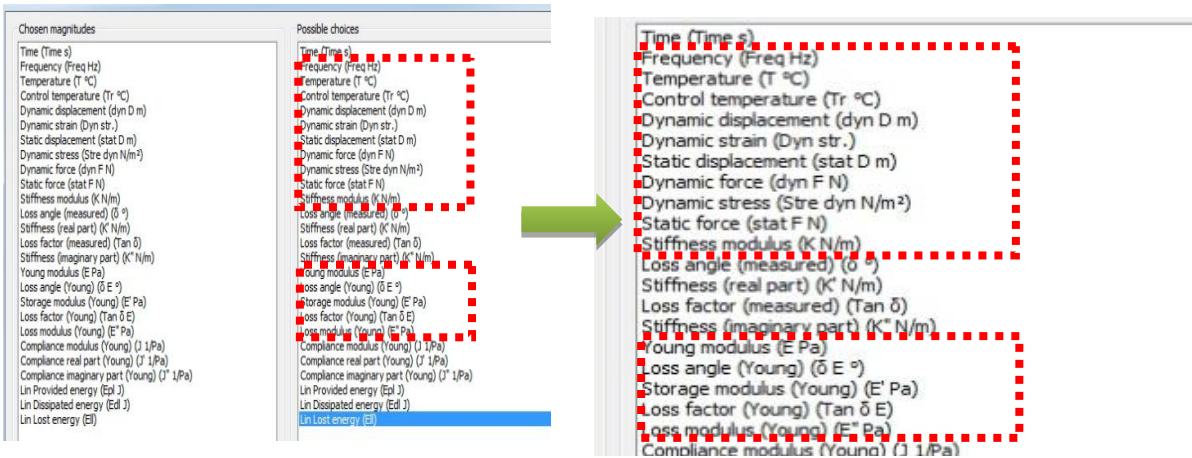 Chosen magnitudes
Time (Time s)
Frequency (Freq Hz)
Temperature (T °C)
Control temperature (Tr °C)
Dynamic displacement (dyn D m)
Dynamic strain (Dyn str.)
Static displacement (stat D m)
Dynamic stress (Stre dyn N/m²)
Dynamic force (dyn F N)
Static force (stat F N)
Stiffness modulus (K N/m)
Loss angle (measured) (δ °)
Stiffness (real part) (K' N/m)
Loss factor (measured) (Tan δ)
Stiffness (imaginary part) (K" N/m)
Young modulus (E Pa)
Loss angle (Young) (δ E °)
Storage modulus (Young) (E' Pa)
Loss factor (Young) (Tan δ E)
Loss modulus (Young) (E" Pa)
Compliance modulus (Young) (J 1/Pa)
Compliance real part (Young) (J' 1/Pa)
Compliance imaginary part (Young) (J" 1/Pa)
Lin Provided energy (Epl J)
Lin Dissipated energy (Edl J)
Lin Lost energy (Ell)
Possible choices
Time (Time s)
Frequency (Freq Hz)
Temperature (T °C)
Control temperature (Tr °C)
Dynamic displacement (dyn D m)
Dynamic strain (Dyn str.)
Static displacement (stat D m)
Dynamic force (dyn F N)
Dynamic stress (Stre dyn N/m²)
Static force (stat F N)
Stiffness modulus (K N/m)
Loss angle (measured) (δ °)
Stiffness (real part) (K' N/m)
Loss factor (measured) (Tan δ)
Stiffness (imaginary part) (K" N/m)
Young modulus (E Pa)
Loss angle (Young) (δ E °)
Storage modulus (Young) (E' Pa)
Loss factor (Young) (Tan δ E)
Loss modulus (Young) (E" Pa)
Compliance modulus (Young) (J 1/Pa)
Compliance real part (Young) (J' 1/Pa)
Compliance imaginary part (Young) (J" 1/Pa)
Lin Provided energy (Epl J)
Lin Dissipated energy (Edl J)
Lin Lost energy (Ell)
Time (Time s)
Frequency (Freq Hz)
Temperature (T °C)
Control temperature (Tr °C)
Dynamic displacement (dyn D m)
Dynamic strain (Dyn str.)
Static displacement (stat D m)
Dynamic force (dyn F N)
Dynamic stress (Stre dyn N/m²)
Static force (stat F N)
Stiffness modulus (K N/m)
Loss angle (measured) (δ °)
Stiffness (real part) (K' N/m)
Loss factor (measured) (Tan δ)
Stiffness (imaginary part) (K" N/m)
Young modulus (E Pa)
Loss angle (Young) (δ E °)
Storage modulus (Young) (E' Pa)
Loss factor (Young) (Tan δ E)
Loss modulus (Young) (E" Pa)
Compliance modulus (Young) (J 1/Pa)